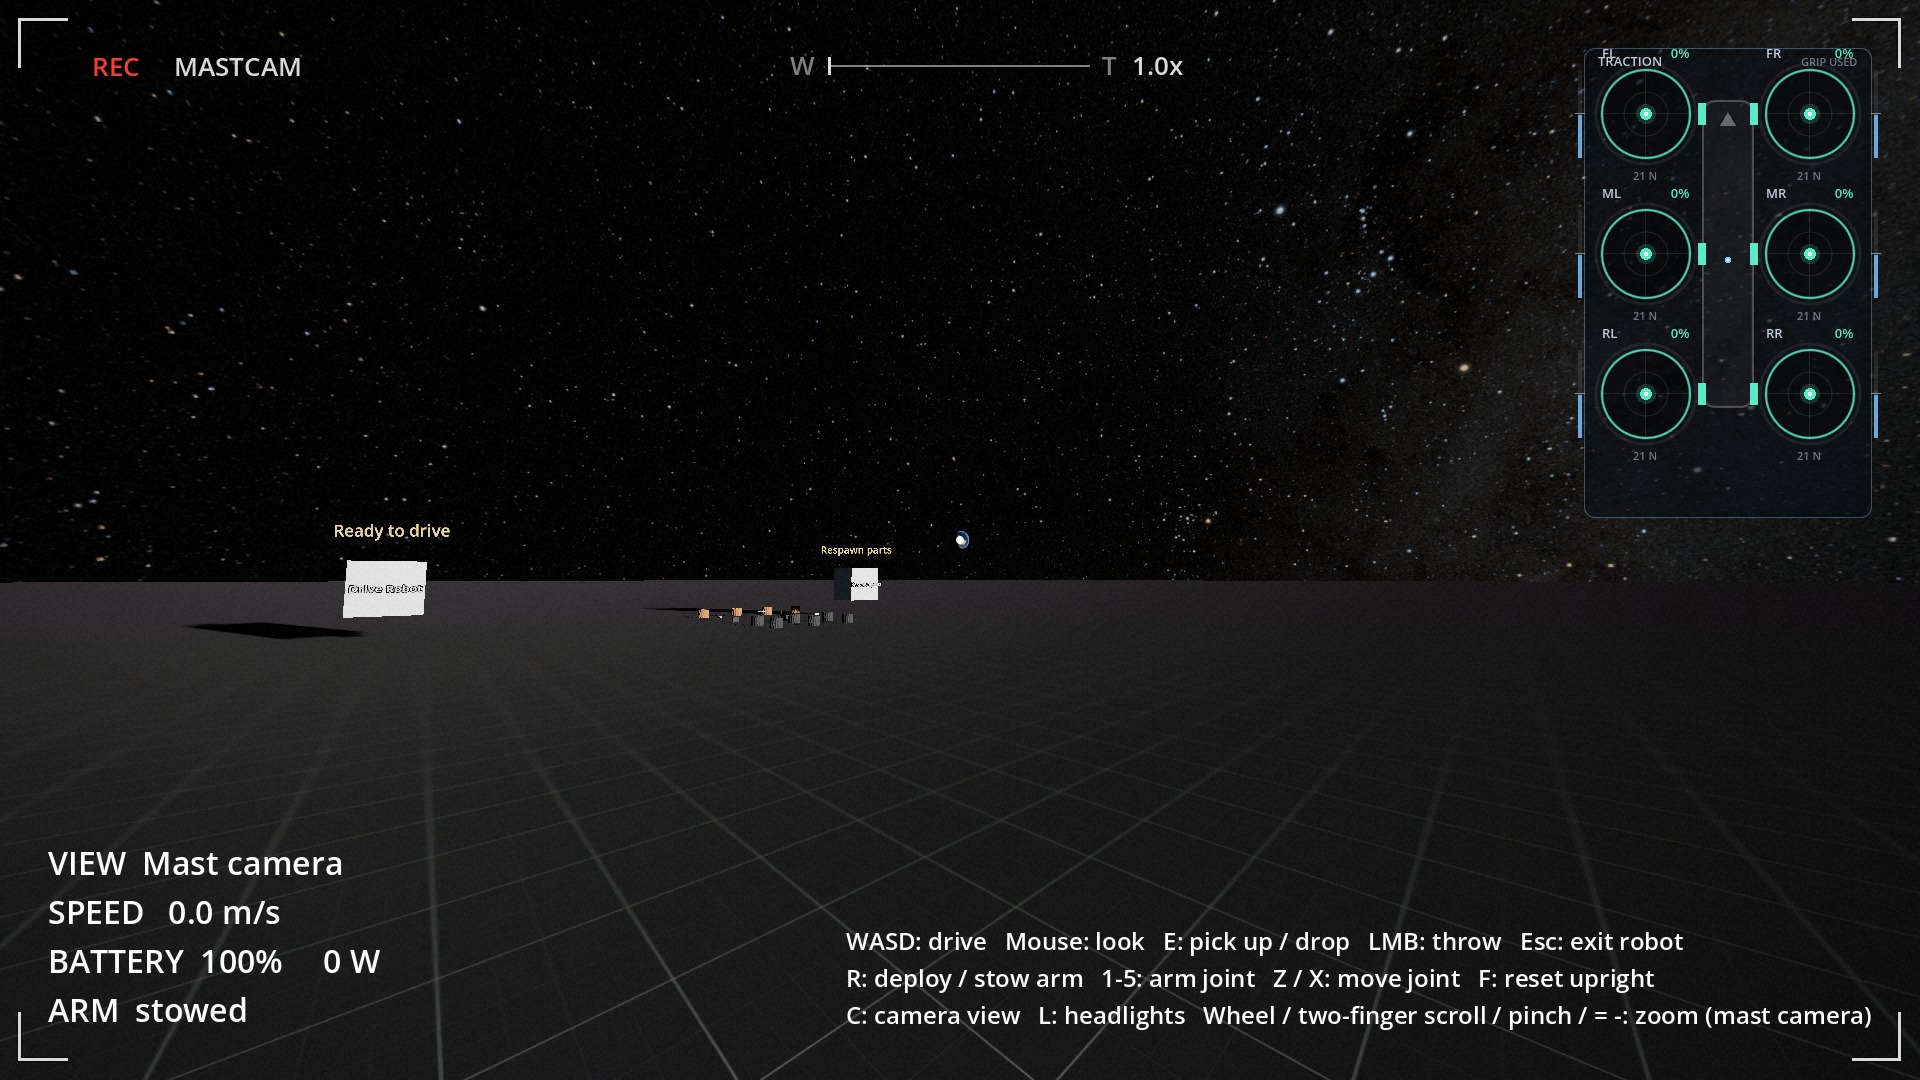 REC MASTCAM
W T 1.0x
FL 0% FR 0%
TRACTION GRIP USED
21 N 21 N
ML 0% MR 0%
21 N 21 N
RL 0% RR 0%
21 N 21 N
Ready to drive
Respawn parts
Drive Robot
VIEW Mast camera
SPEED 0.0 m/s
BATTERY 100% 0 W
ARM stowed
WASD: drive Mouse: look E: pick up / drop LMB: throw Esc: exit robot
R: deploy / stow arm 1-5: arm joint Z / X: move joint F: reset upright
C: camera view L: headlights Wheel / two-finger scroll / pinch / = -: zoom (mast camera)